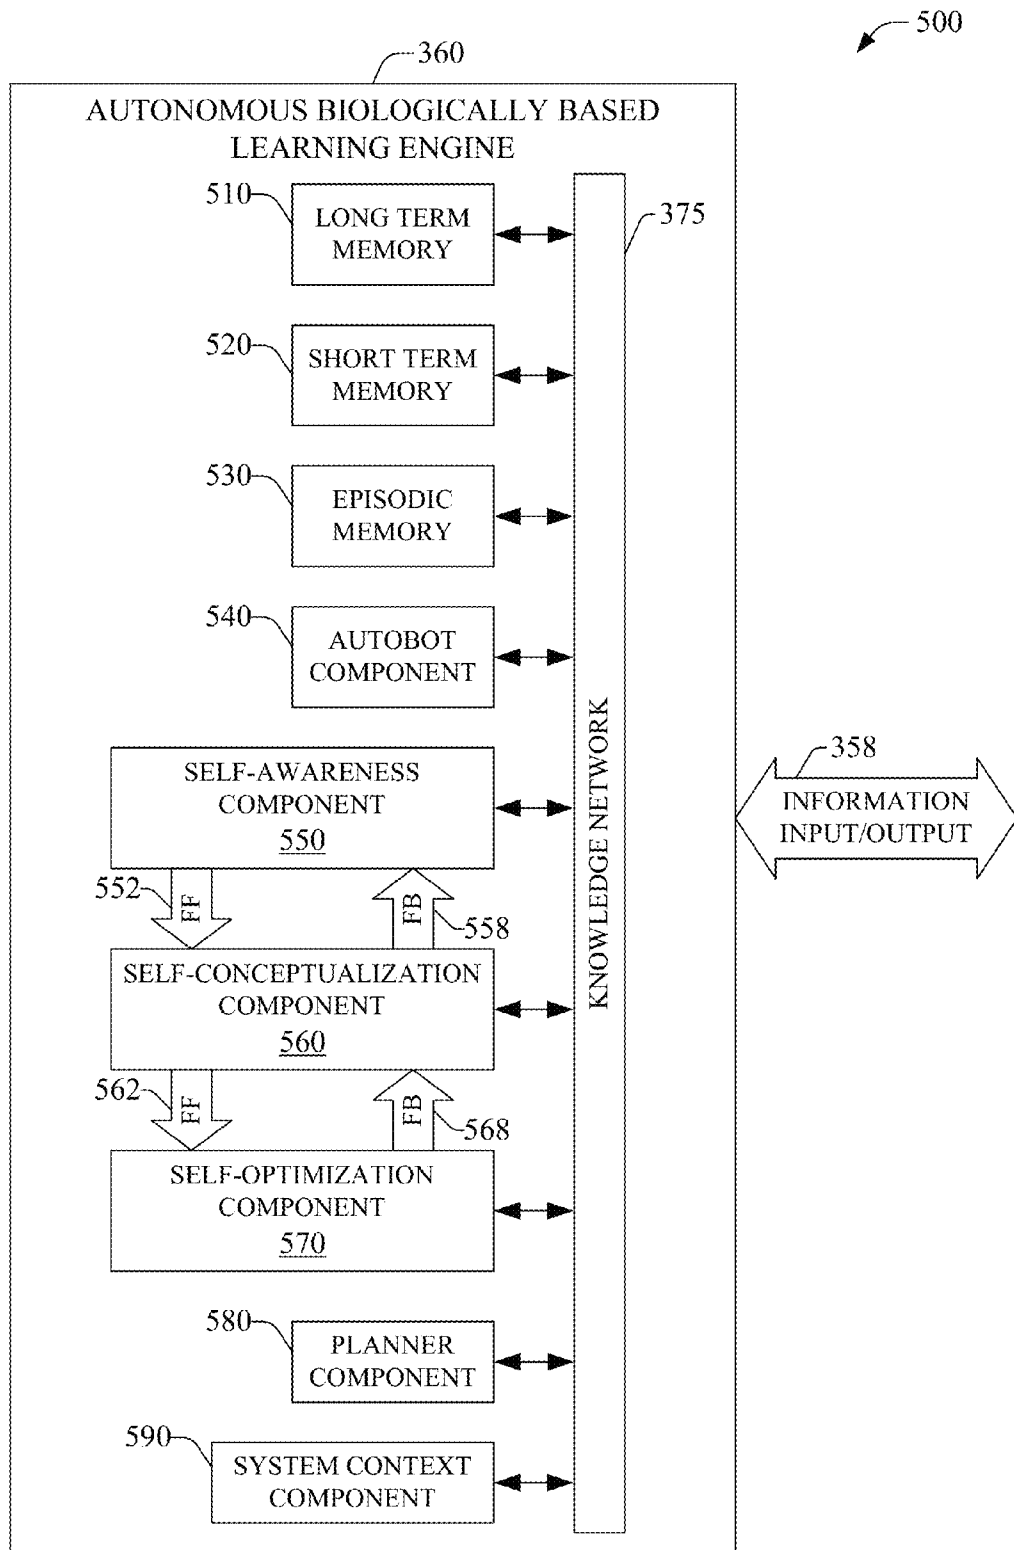 500
360
AUTONOMOUS BIOLOGICALLY BASED
LEARNING ENGINE
510
LONG TERM
MEMORY
375
520
SHORT TERM
MEMORY
530
EPISODIC
MEMORY
540
AUTOBOT
COMPONENT
KNOWLEDGE NETWORK
358
INFORMATION
INPUT/OUTPUT
SELF-AWARENESS
COMPONENT
550
552
FF
FB
558
SELF-CONCEPTUALIZATION
COMPONENT
560
562
FF
FB
568
SELF-OPTIMIZATION
COMPONENT
570
580
PLANNER
COMPONENT
590
SYSTEM CONTEXT
COMPONENT